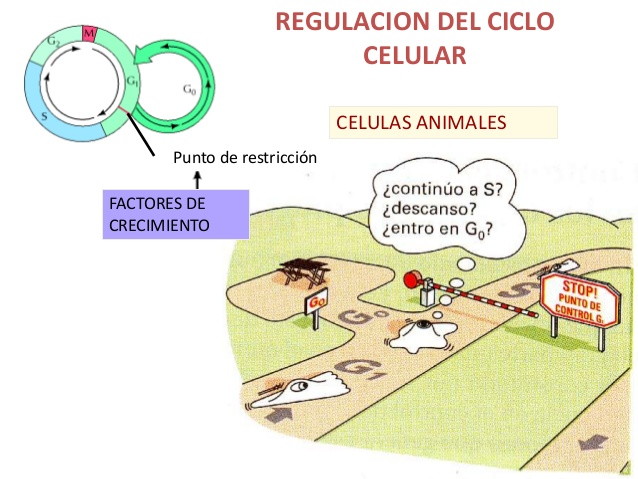 REGULACION DEL CICLO
CELULAR
G2
M
G1
G0
S
CELULAS ANIMALES
Punto de restricción
FACTORES DE
CRECIMIENTO
¿continúo a S?
¿descanso?
¿entro en G0?
STOP!
PUNTO DE
CONTROL G1
S
G0
G0
G1